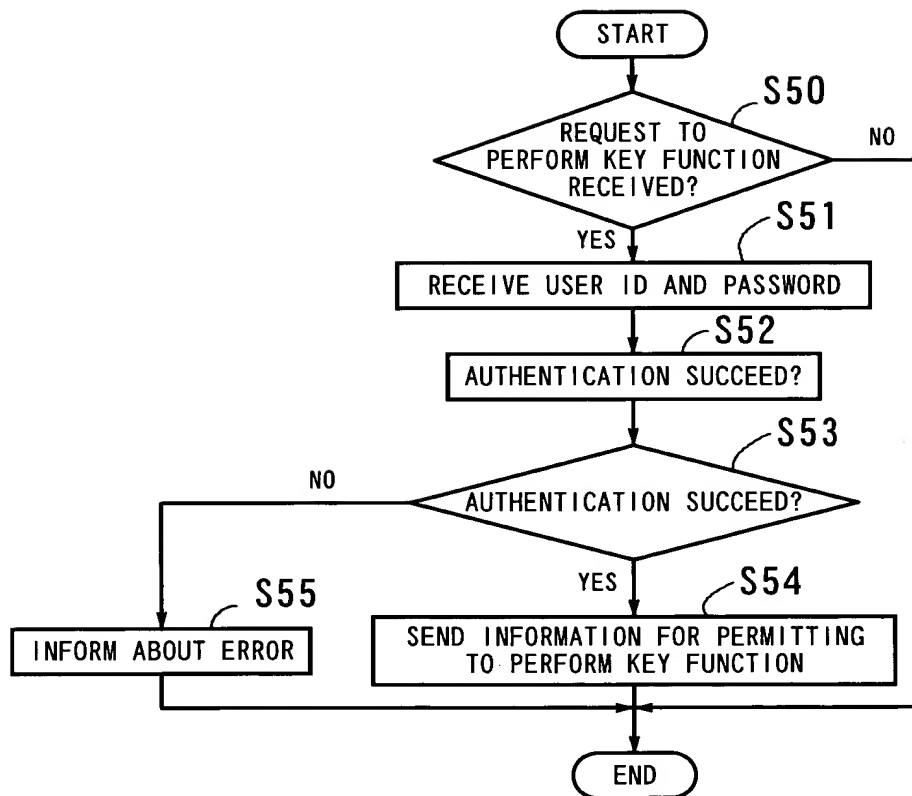 START
S50
REQUEST TO
PERFORM KEY FUNCTION
RECEIVED?
NO
YES
S51
RECEIVE USER ID AND PASSWORD
S52
AUTHENTICATION SUCCEED?
S53
AUTHENTICATION SUCCEED?
NO
YES
S54
SEND INFORMATION FOR PERMITTING
TO PERFORM KEY FUNCTION
S55
INFORM ABOUT ERROR
END